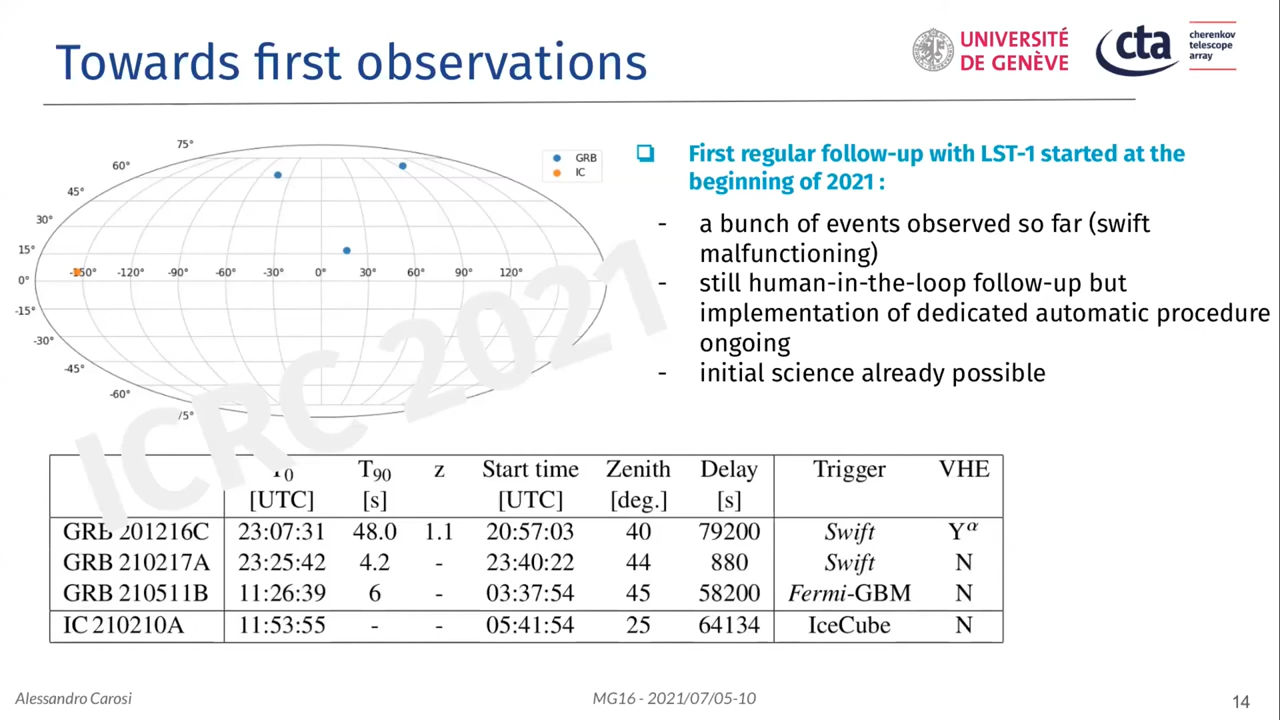 Towards first observations
UNIVERSITÉ
DE GENÈVE
cta
cherenkov
telescope
array
75°
60°
45°
30°
15°
0°
-15°
-30°
-45°
-60°
-150° -120° -90° -60° -30° 0° 30° 60° 90° 120°
GRB
IC
❑ First regular follow-up with LST-1 started at the
beginning of 2021 :
- a bunch of events observed so far (swift
malfunctioning)
- still human-in-the-loop follow-up but
implementation of dedicated automatic procedure
ongoing
- initial science already possible
ICRC 2021
T₀ T₉₀ z Start time Zenith Delay Trigger VHE
[UTC] [s] [UTC] [deg.] [s]
GRB 201216C 23:07:31 48.0 1.1 20:57:03 40 79200 Swift Yᵅ
GRB 210217A 23:25:42 4.2 - 23:40:22 44 880 Swift N
GRB 210511B 11:26:39 6 - 03:37:54 45 58200 Fermi-GBM N
IC 210210A 11:53:55 - - 05:41:54 25 64134 IceCube N
Alessandro Carosi
MG16 - 2021/07/05-10
14